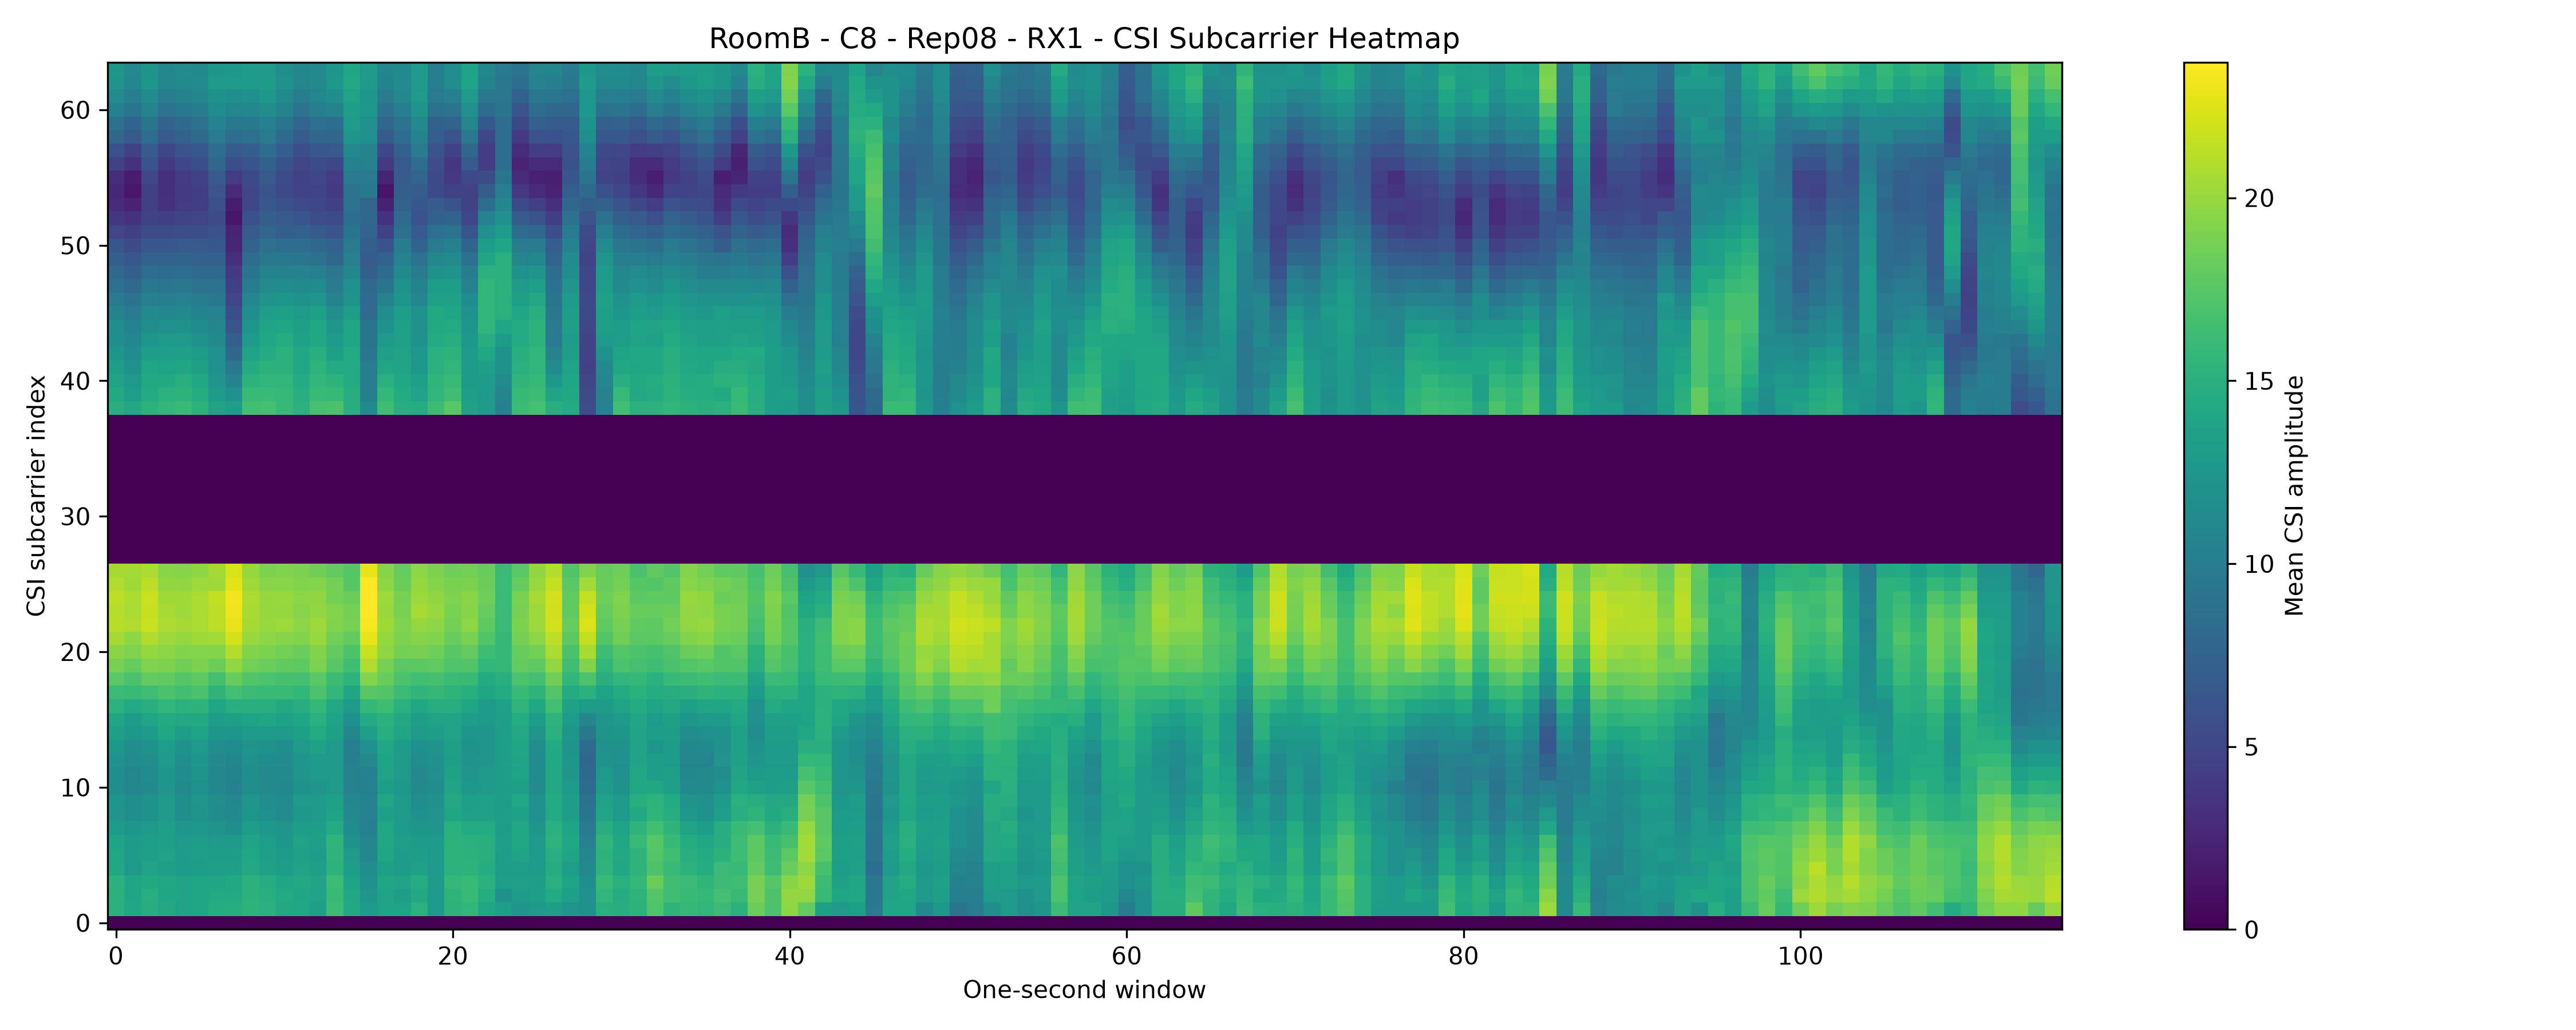 RoomB - C8 - Rep08 - RX1 - CSI Subcarrier Heatmap
CSI subcarrier index
60
50
40
30
20
10
0
0 20 40 60 80 100
One-second window
20
15
10
5
0
Mean CSI amplitude